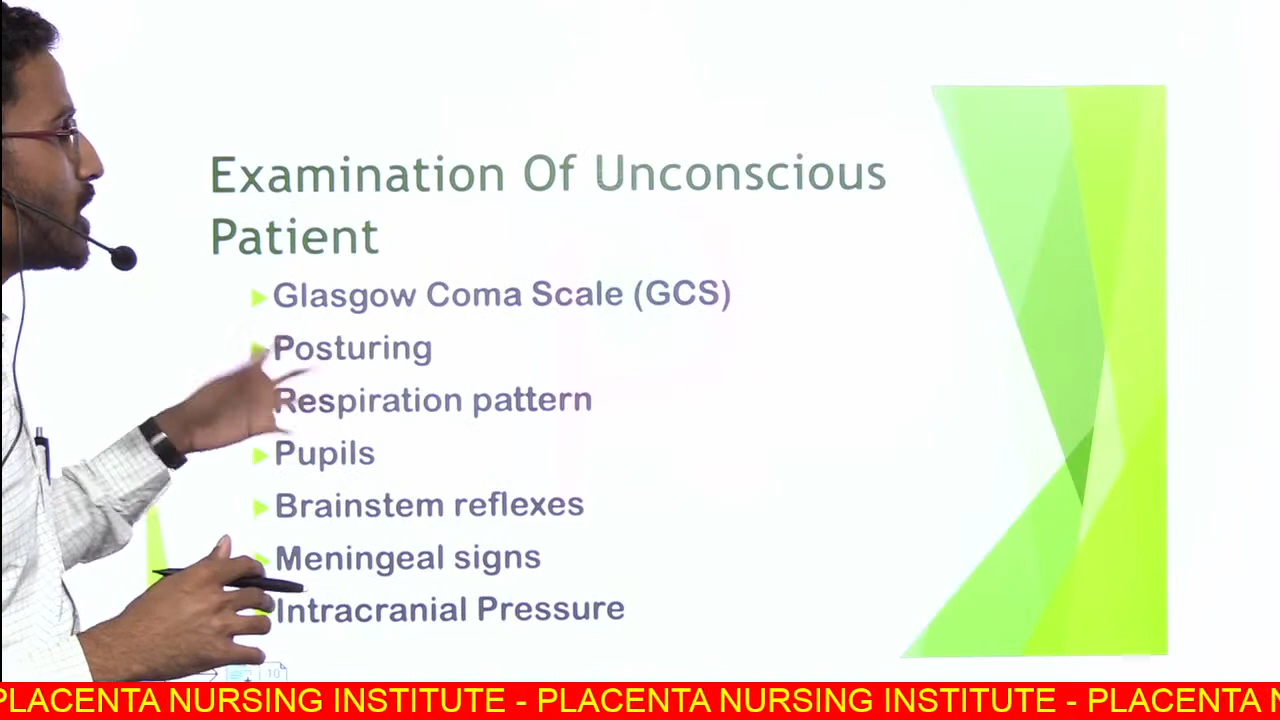 Examination Of Unconscious
Patient
Glasgow Coma Scale (GCS)
Posturing
Respiration pattern
Pupils
Brainstem reflexes
Meningeal signs
Intracranial Pressure
10
PLACENTA NURSING INSTITUTE - PLACENTA NURSING INSTITUTE - PLACENTA N